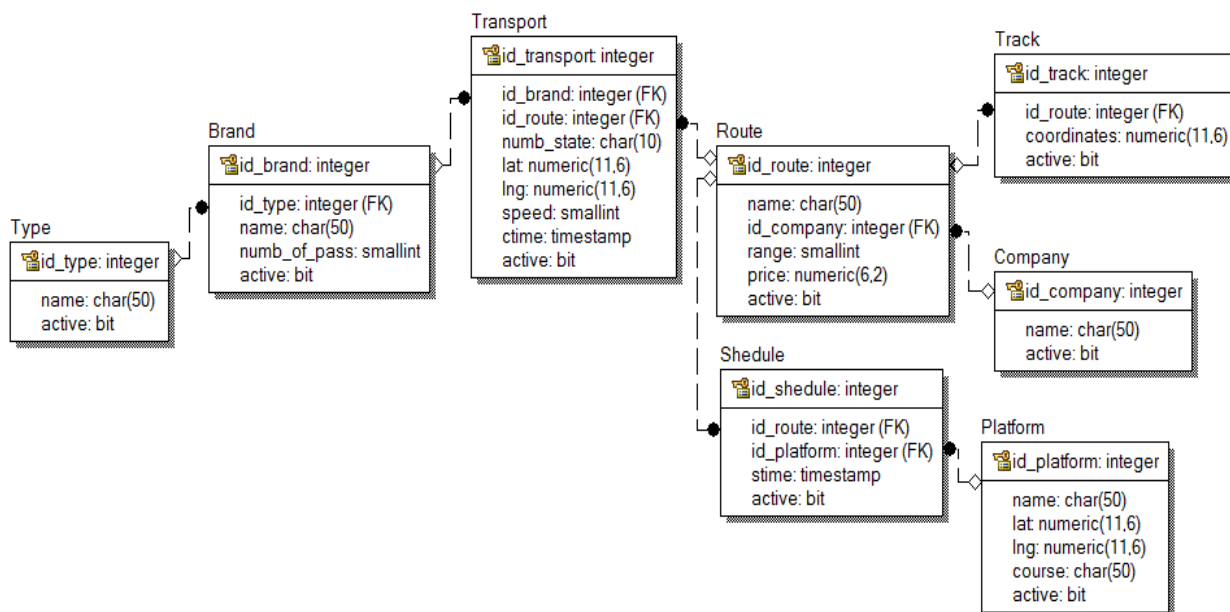 Type
id_type: integer
name: char(50)
active: bit
Brand
id_brand: integer
id_type: integer (FK)
name: char(50)
numb_of_pass: smallint
active: bit
Transport
id_transport: integer
id_brand: integer (FK)
id_route: integer (FK)
numb_state: char(10)
lat: numeric(11,6)
lng: numeric(11,6)
speed: smallint
ctime: timestamp
active: bit
Route
id_route: integer
name: char(50)
id_company: integer (FK)
range: smallint
price: numeric(6,2)
active: bit
Track
id_track: integer
id_route: integer (FK)
coordinates: numeric(11,6)
active: bit
Company
id_company: integer
name: char(50)
active: bit
Shedule
id_shedule: integer
id_route: integer (FK)
id_platform: integer (FK)
stime: timestamp
active: bit
Platform
id_platform: integer
name: char(50)
lat: numeric(11,6)
lng: numeric(11,6)
course: char(50)
active: bit